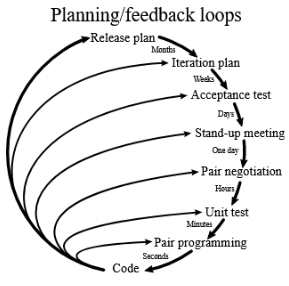 Planning/feedback loops
Release plan
Months
Iteration plan
Weeks
Acceptance test
Days
Stand-up meeting
One day
Pair negotiation
Hours
Unit test
Minutes
Pair programming
Seconds
Code